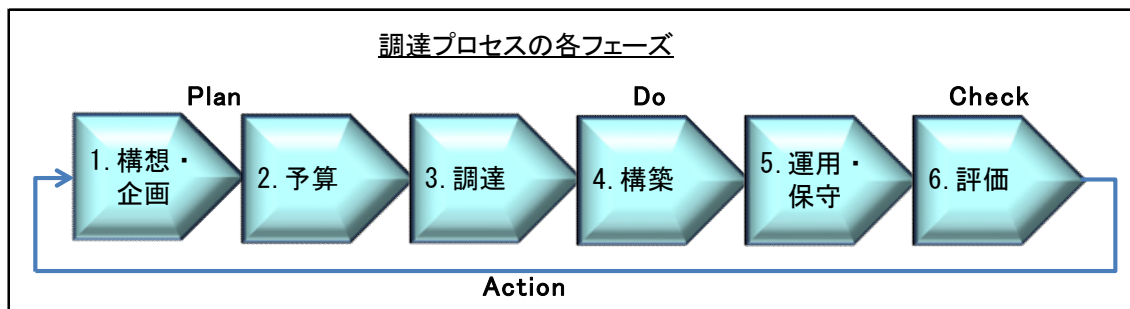 調達プロセスの各フェーズ
Plan
Do
Check
1. 構想・
企画
2. 予算
3. 調達
4. 構築
5. 運用・
保守
6. 評価
Action